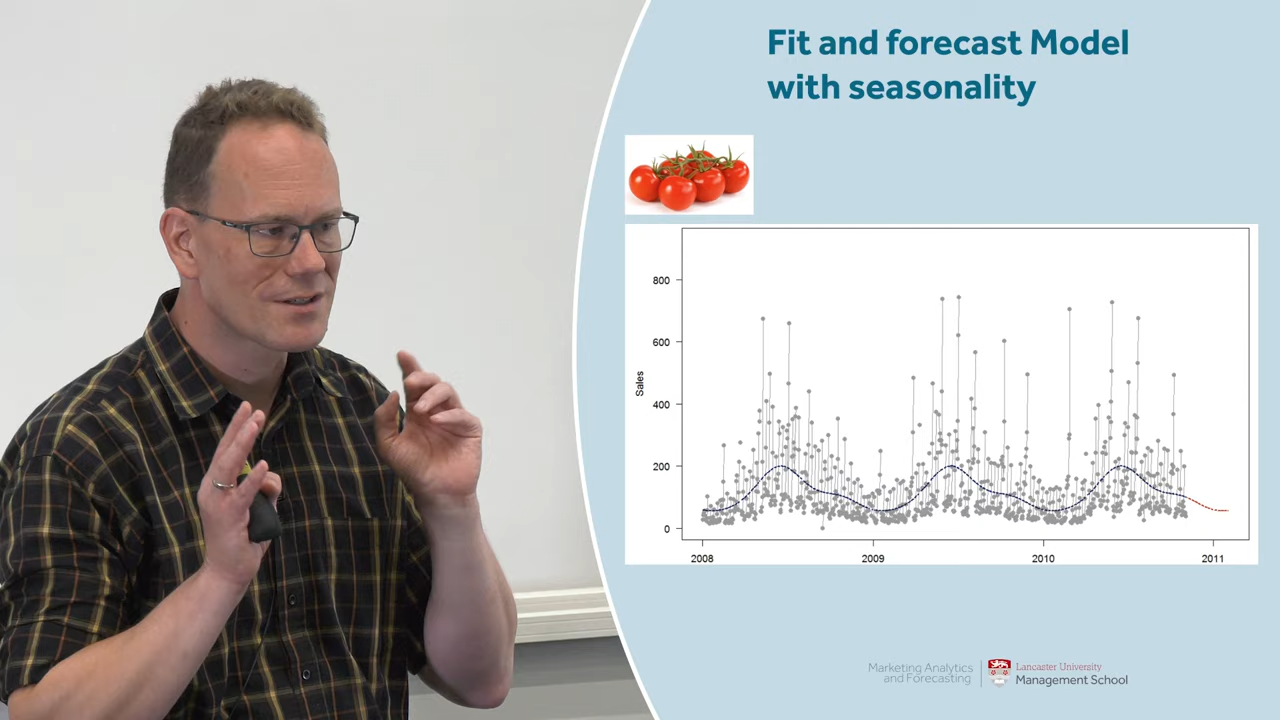 Fit and forecast Model
with seasonality
800
600
400
200
0
Sales
2008
2009
2010
2011
Marketing Analytics
and Forecasting
Lancaster University
Management School